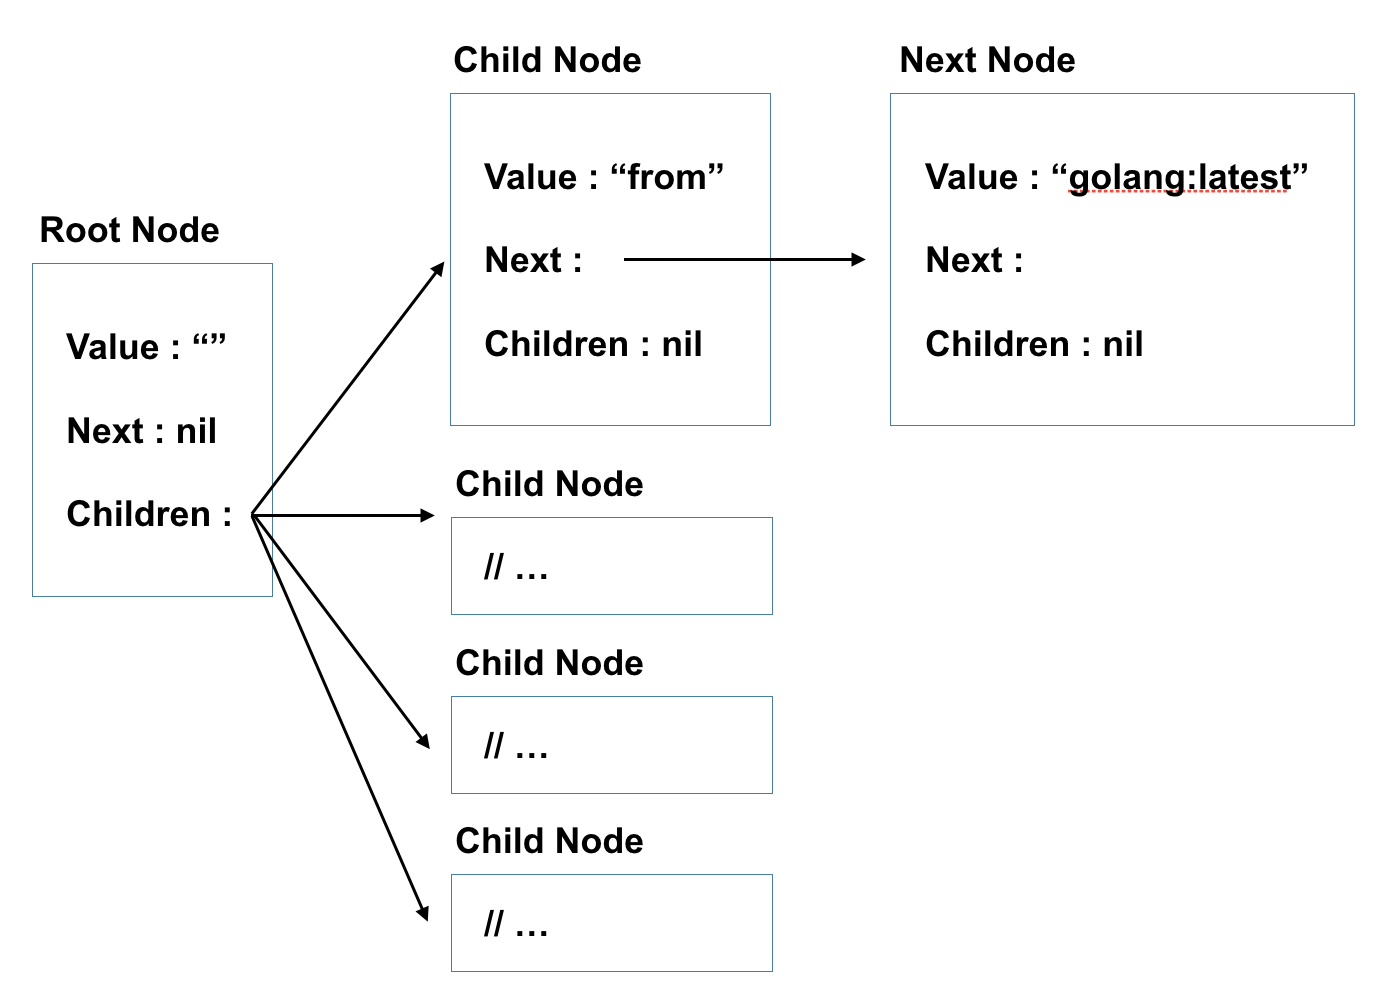 Root Node
Value : “”
Next : nil
Children :
Child Node
Value : “from”
Next :
Children : nil
Next Node
Value : “golang:latest”
Next :
Children : nil
Child Node
// …
Child Node
// …
Child Node
// …